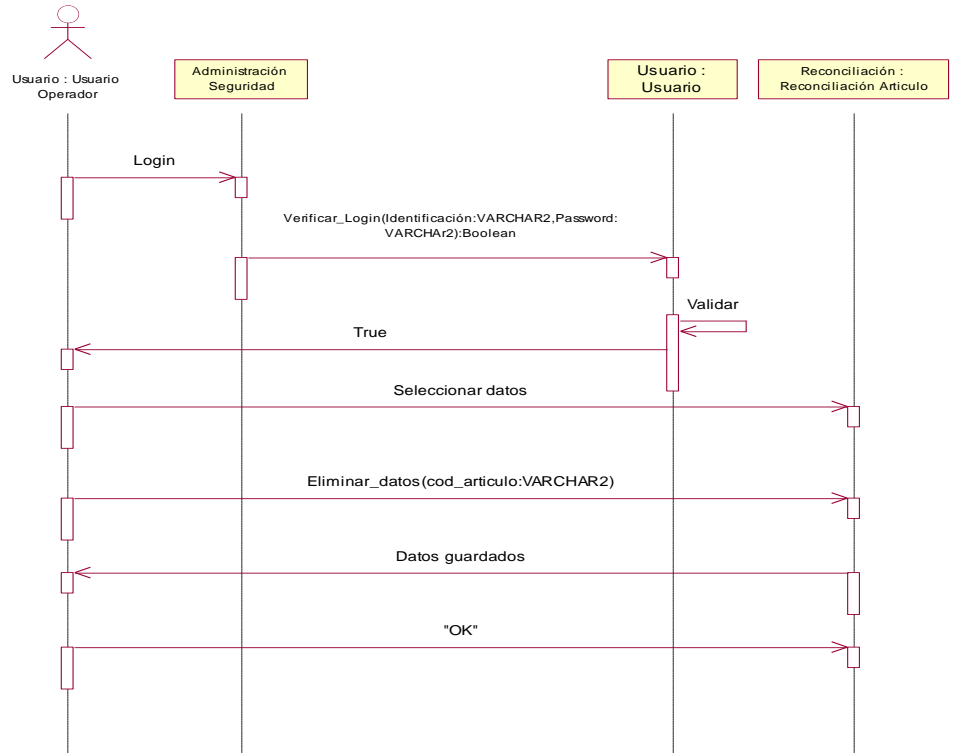 Usuario : Usuario
Operador
Administración
Seguridad
Usuario :
Usuario
Reconciliación :
Reconciliación Articulo
Login
Verificar_Login(Identificación:VARCHAR2,Password:
VARCHAr2):Boolean
Validar
True
Seleccionar datos
Eliminar_datos(cod_articulo:VARCHAR2)
Datos guardados
"OK"